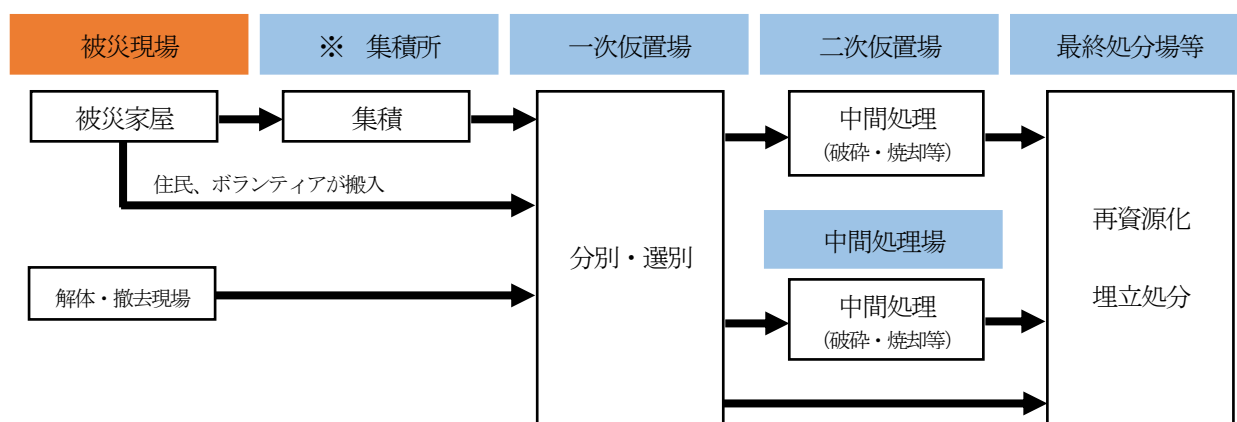 被災現場
※ 集積所
一次仮置場
二次仮置場
最終処分場等
被災家屋
集積
中間処理
(破砕・焼却等)
住民、ボランティアが搬入
分別・選別
中間処理場
再資源化
解体・撤去現場
中間処理
(破砕・焼却等)
埋立処分